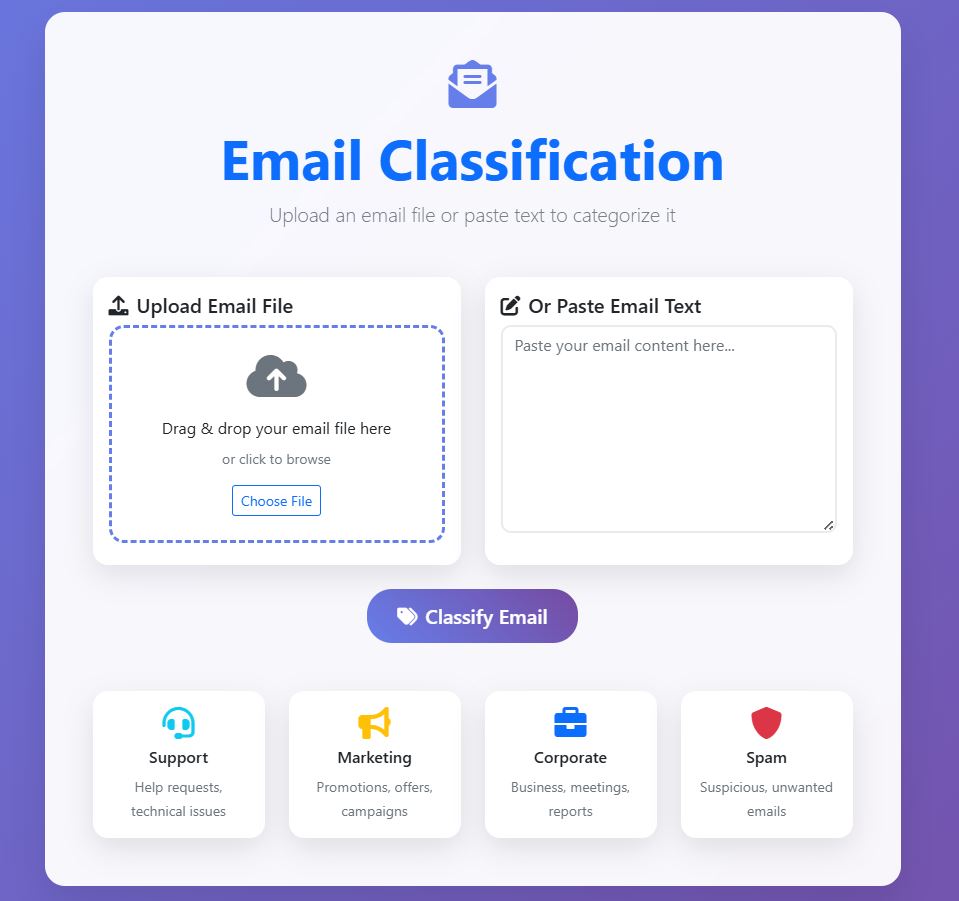 Email Classification
Upload an email file or paste text to categorize it
Upload Email File
Drag & drop your email file here
or click to browse
Choose File
Or Paste Email Text
Paste your email content here...
Classify Email
Support
Help requests,
technical issues
Marketing
Promotions, offers,
campaigns
Corporate
Business, meetings,
reports
Spam
Suspicious, unwanted
emails